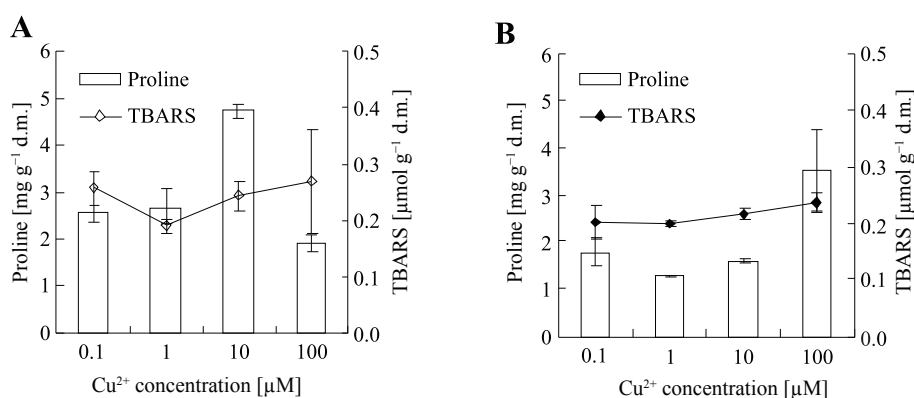 A
Proline [mg g⁻¹ d.m.]
6
5
4
3
2
1
0
Proline
TBARS
0.5
0.4
0.3
0.2
0.1
0.0
TBARS [μmol g⁻¹ d.m.]
0.1 1 10 100
Cu²⁺ concentration [μM]
B
Proline [mg g⁻¹ d.m.]
6
5
4
3
2
1
0
Proline
TBARS
0.5
0.4
0.3
0.2
0.1
0.0
TBARS [μmol g⁻¹ d.m.]
0.1 1 10 100
Cu²⁺ concentration [μM]